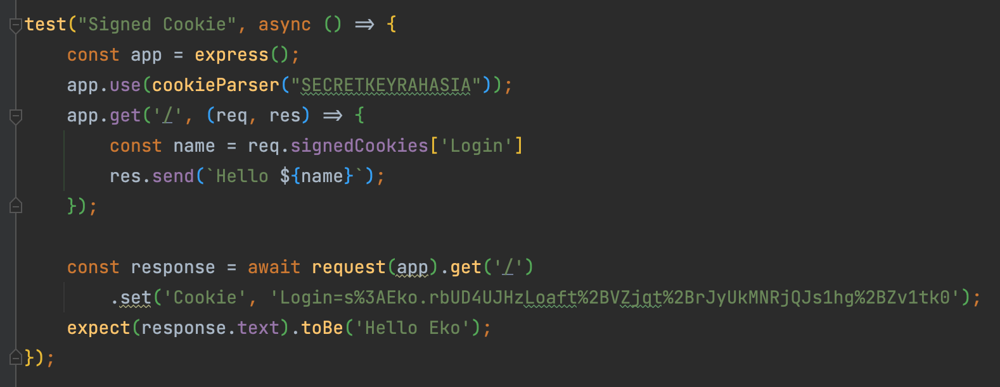 test("Signed Cookie", async () => {
    const app = express();
    app.use(cookieParser("SECRETKEYRAHASIA"));
    app.get('/', (req, res) => {
        const name = req.signedCookies['Login']
        res.send(`Hello ${name}`);
    });

    const response = await request(app).get('/')
        .set('Cookie', 'Login=s%3AEko.rbUD4UJHzLoaft%2BVZjqt%2BrJyUkMNRjQJs1hg%2BZv1tk0');
    expect(response.text).toBe('Hello Eko');
});